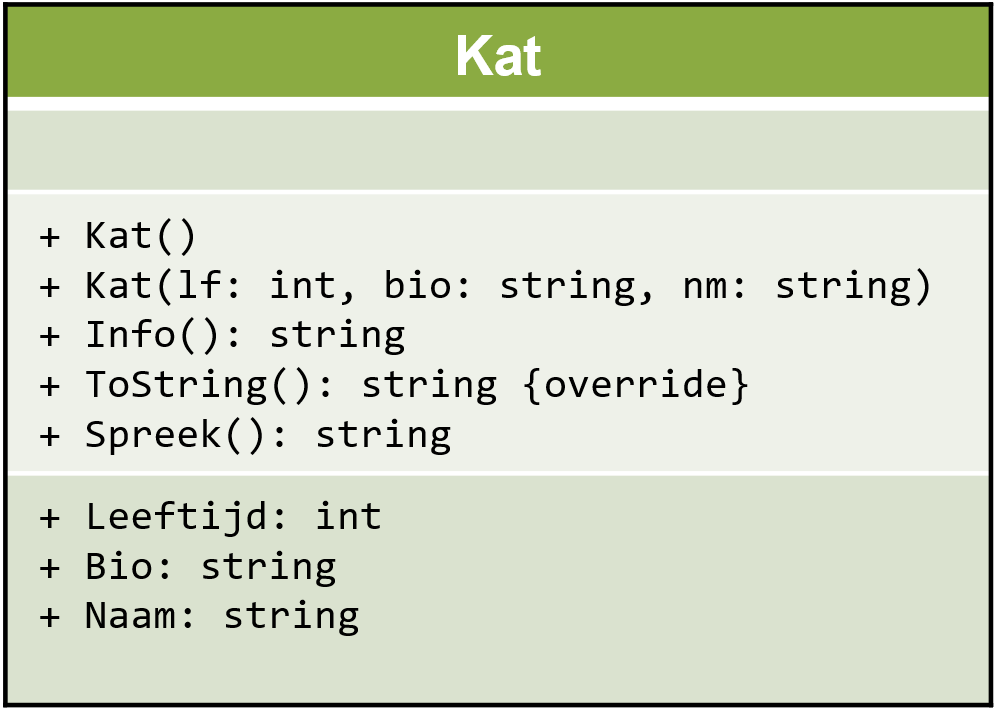 Kat
+ Kat()
+ Kat(lf: int, bio: string, nm: string)
+ Info(): string
+ ToString(): string {override}
+ Spreek(): string
+ Leeftijd: int
+ Bio: string
+ Naam: string